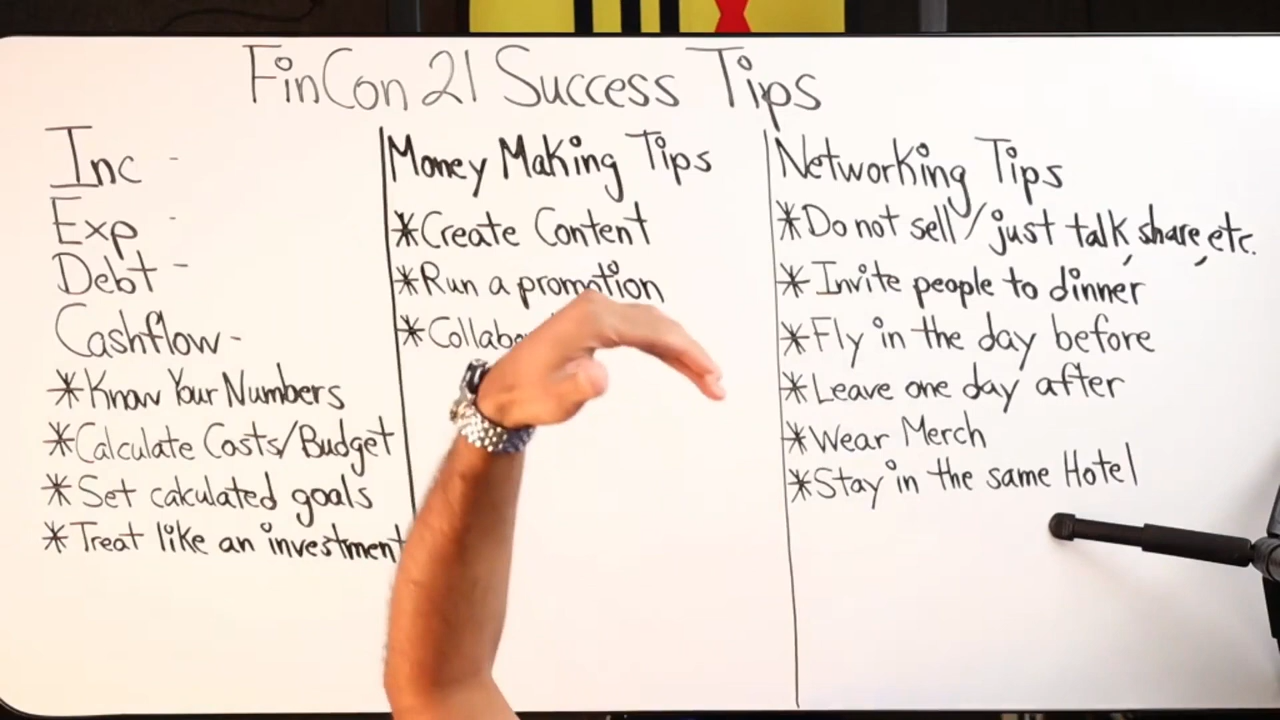 FinCon 21 Success Tips
Inc -
Exp -
Debt -
Cashflow -
*Know Your Numbers
*Calculate Costs/Budget
*Set calculated goals
*Treat like an investment
Money Making Tips
*Create Content
*Run a promotion
Networking Tips
*Do not sell/just talk, share, etc.
*Invite people to dinner
*Fly in the day before
*Leave one day after
*Wear Merch
*Stay in the same Hotel